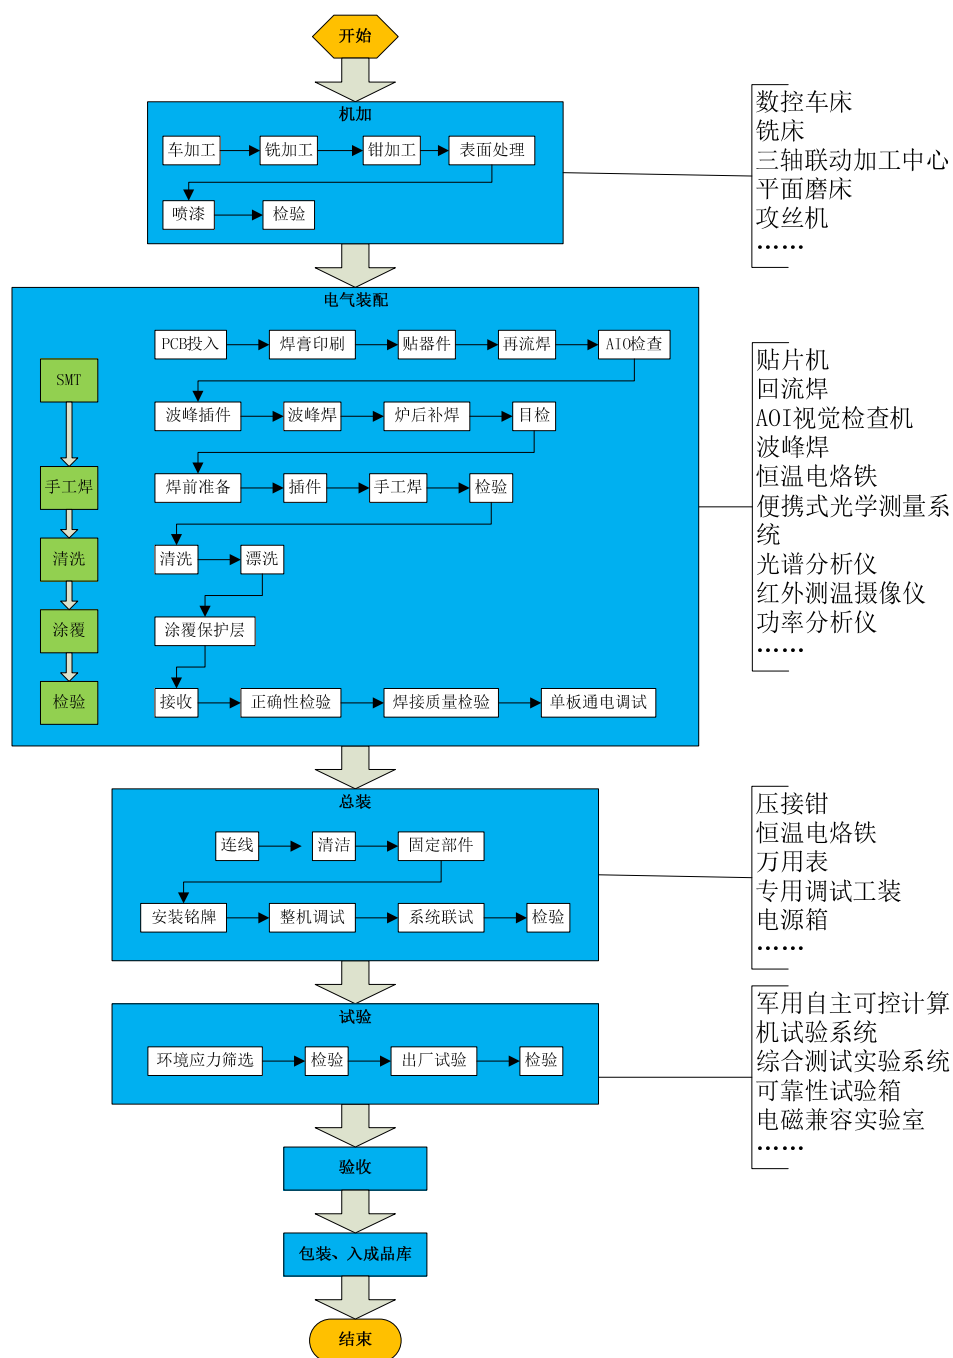 开始
机加
车加工
铣加工
钳加工
表面处理
喷漆
检验
数控车床
铣床
三轴联动加工中心
平面磨床
攻丝机
……
电气装配
SMT
手工焊
清洗
涂覆
检验
PCB投入
焊膏印刷
贴器件
再流焊
AIO检查
波峰插件
波峰焊
炉后补焊
目检
焊前准备
插件
手工焊
检验
清洗
漂洗
涂覆保护层
接收
正确性检验
焊接质量检验
单板通电调试
贴片机
回流焊
AOI视觉检查机
波峰焊
恒温电烙铁
便携式光学测量系
统
光谱分析仪
红外测温摄像仪
功率分析仪
……
总装
连线
清洁
固定部件
安装铭牌
整机调试
系统联试
检验
压接钳
恒温电烙铁
万用表
专用调试工装
电源箱
……
试验
环境应力筛选
检验
出厂试验
检验
军用自主可控计算
机试验系统
综合测试实验系统
可靠性试验箱
电磁兼容实验室
……
验收
包装、入成品库
结束